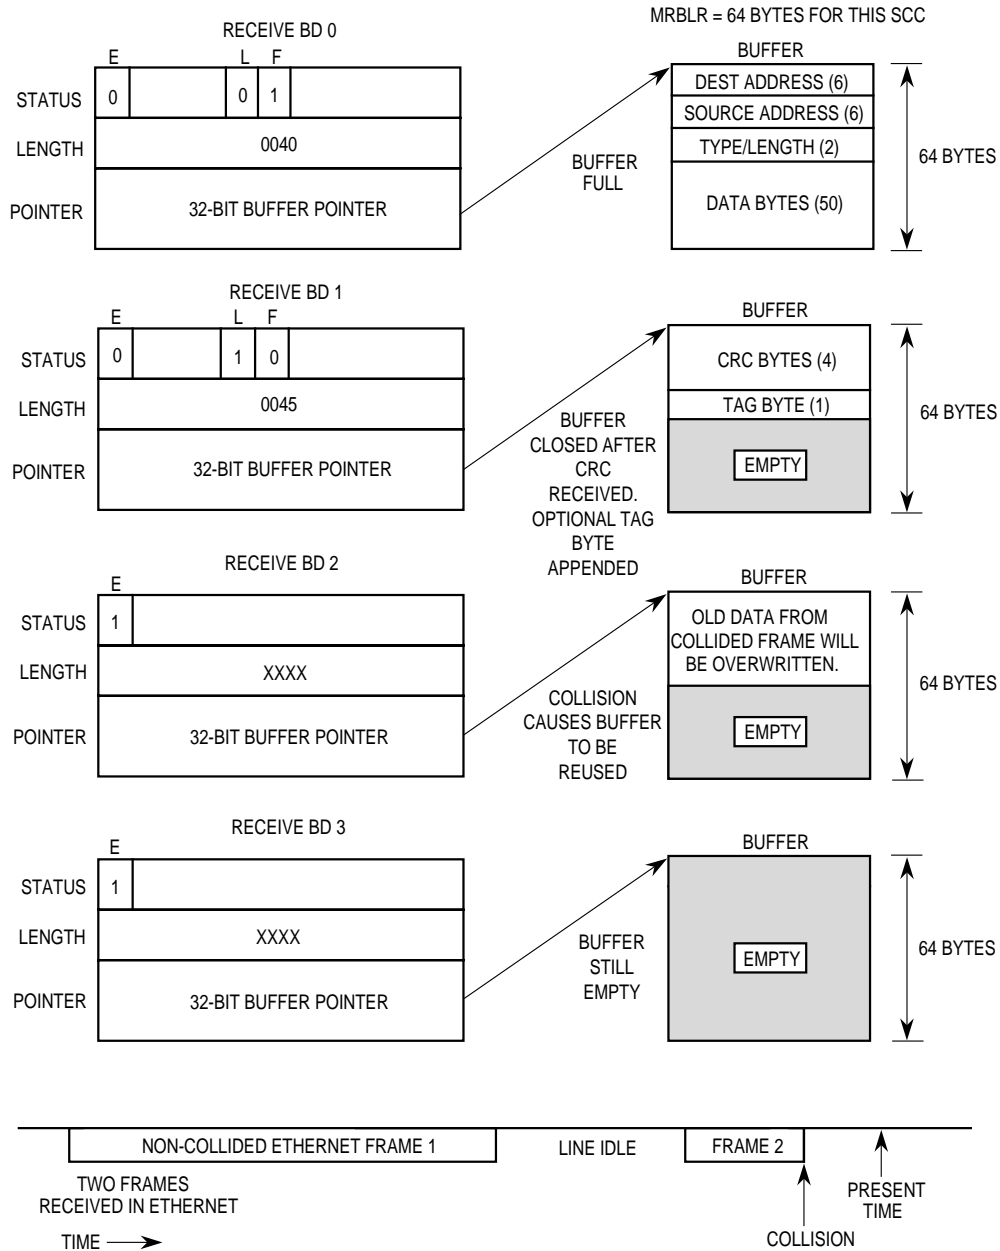 MRBLR = 64 BYTES FOR THIS SCC
RECEIVE BD 0
E L F
STATUS 0 0 1
LENGTH 0040
POINTER 32-BIT BUFFER POINTER
BUFFER
FULL
BUFFER
DEST ADDRESS (6)
SOURCE ADDRESS (6)
TYPE/LENGTH (2)
DATA BYTES (50)
64 BYTES
RECEIVE BD 1
E L F
STATUS 0 1 0
LENGTH 0045
POINTER 32-BIT BUFFER POINTER
BUFFER
CLOSED AFTER
CRC
RECEIVED.
OPTIONAL TAG
BYTE
APPENDED
BUFFER
CRC BYTES (4)
TAG BYTE (1)
EMPTY
64 BYTES
RECEIVE BD 2
E
STATUS 1
LENGTH XXXX
POINTER 32-BIT BUFFER POINTER
COLLISION
CAUSES BUFFER
TO BE
REUSED
BUFFER
OLD DATA FROM
COLLIDED FRAME WILL
BE OVERWRITTEN.
EMPTY
64 BYTES
RECEIVE BD 3
E
STATUS 1
LENGTH XXXX
POINTER 32-BIT BUFFER POINTER
BUFFER
STILL
EMPTY
BUFFER
EMPTY
64 BYTES
NON-COLLIDED ETHERNET FRAME 1 LINE IDLE FRAME 2
TWO FRAMES
RECEIVED IN ETHERNET
TIME
COLLISION
PRESENT
TIME